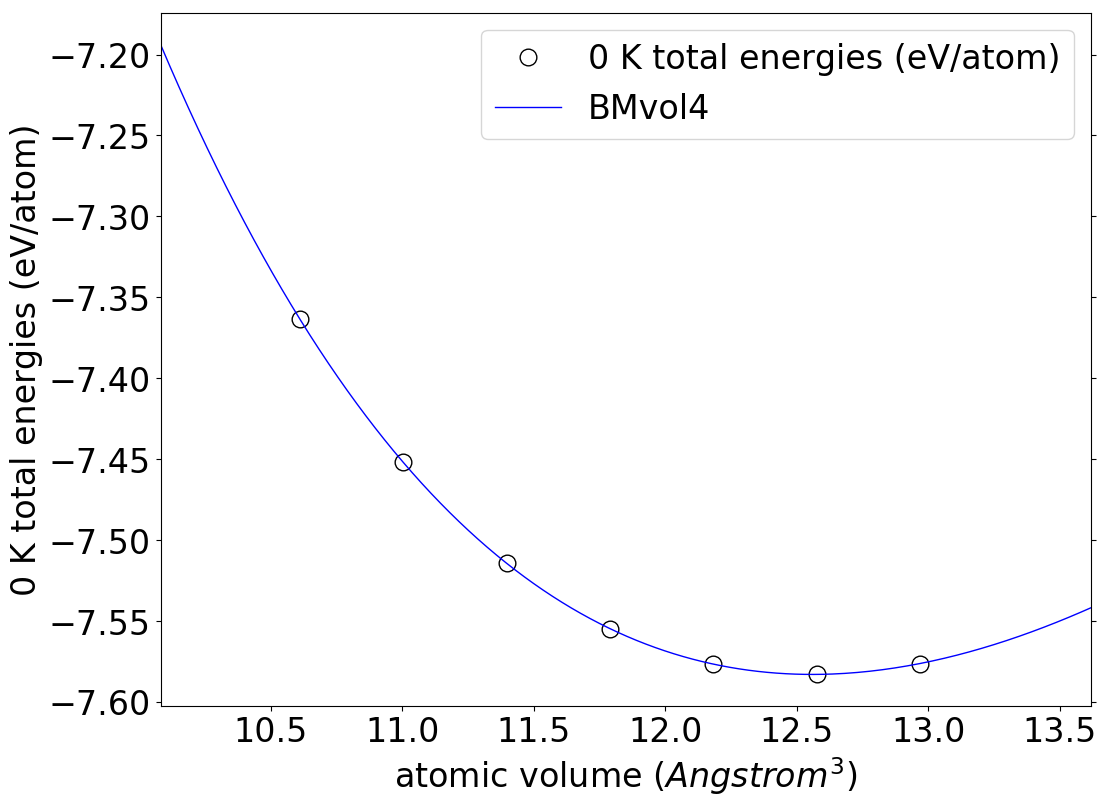 0 K total energies (eV/atom)
BMvol4
0 K total energies (eV/atom)
−7.20
−7.25
−7.30
−7.35
−7.40
−7.45
−7.50
−7.55
−7.60
10.5 11.0 11.5 12.0 12.5 13.0 13.5
atomic volume (Angstrom³)